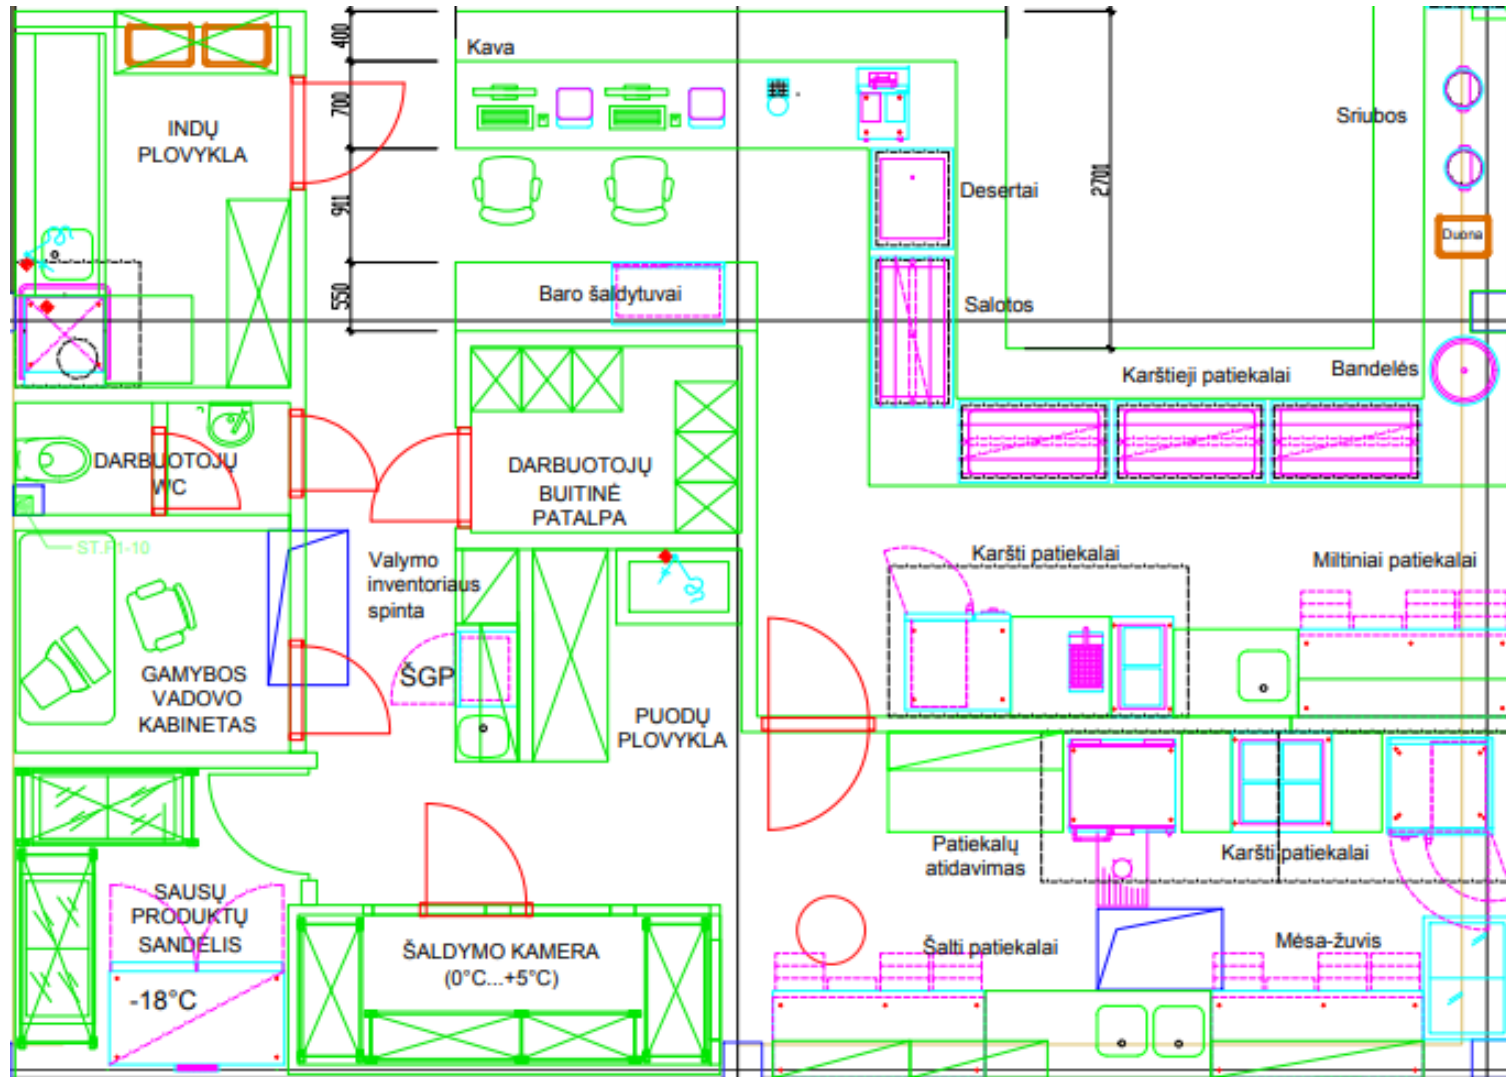 400
Kava
700
INDŲ
PLOVYKLA
Sriubos
901
Desertai
2701
Duona
550
Baro šaldytuvai
Salotos
Karštieji patiekalai
Bandelės
DARBUOTOJŲ
WC
DARBUOTOJŲ
BUITINĖ
PATALPA
ST.F1-10
Valymo
inventoriaus
spinta
Karšti patiekalai
Miltiniai patiekalai
GAMYBOS
VADOVO
KABINETAS
ŠGP
PUODŲ
PLOVYKLA
Patiekalų
atidavimas
Karšti patiekalai
SAUSŲ
PRODUKTŲ
SANDĖLIS
-18°C
ŠALDYMO KAMERA
(0°C...+5°C)
Šalti patiekalai
Mėsa-žuvis